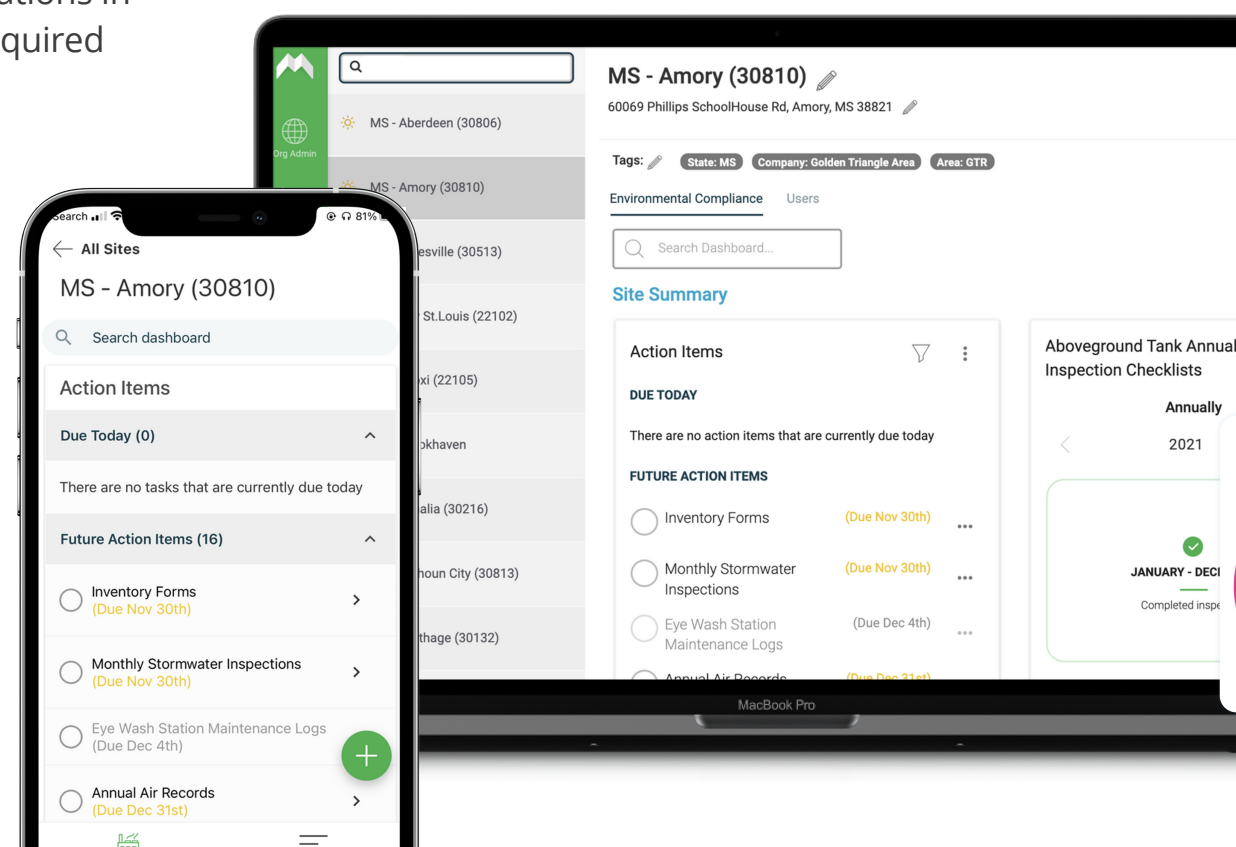 quired
Org Admin
MS - Aberdeen (30806)
MS - Amory (30810)
esville (30513)
St.Louis (22102)
xi (22105)
okhaven
alia (30216)
houn City (30813)
thage (30132)
MS - Amory (30810)
60069 Phillips SchoolHouse Rd, Amory, MS 38821
Tags: State: MS Company: Golden Triangle Area Area: GTR
Environmental Compliance Users
Search Dashboard...
Site Summary
Action Items
DUE TODAY
There are no action items that are currently due today
FUTURE ACTION ITEMS
Inventory Forms (Due Nov 30th)
Monthly Stormwater (Due Nov 30th)
Inspections
Eye Wash Station (Due Dec 4th)
Maintenance Logs
Annual Air Records (Due Dec 31st)
Aboveground Tank Annual
Inspection Checklists
Annually
2021
JANUARY - DECE
Completed inspe
MacBook Pro
Search 81%
All Sites
MS - Amory (30810)
Search dashboard
Action Items
Due Today (0)
There are no tasks that are currently due today
Future Action Items (16)
Inventory Forms
(Due Nov 30th)
Monthly Stormwater Inspections
(Due Nov 30th)
Eye Wash Station Maintenance Logs
(Due Dec 4th)
Annual Air Records
(Due Dec 31st)